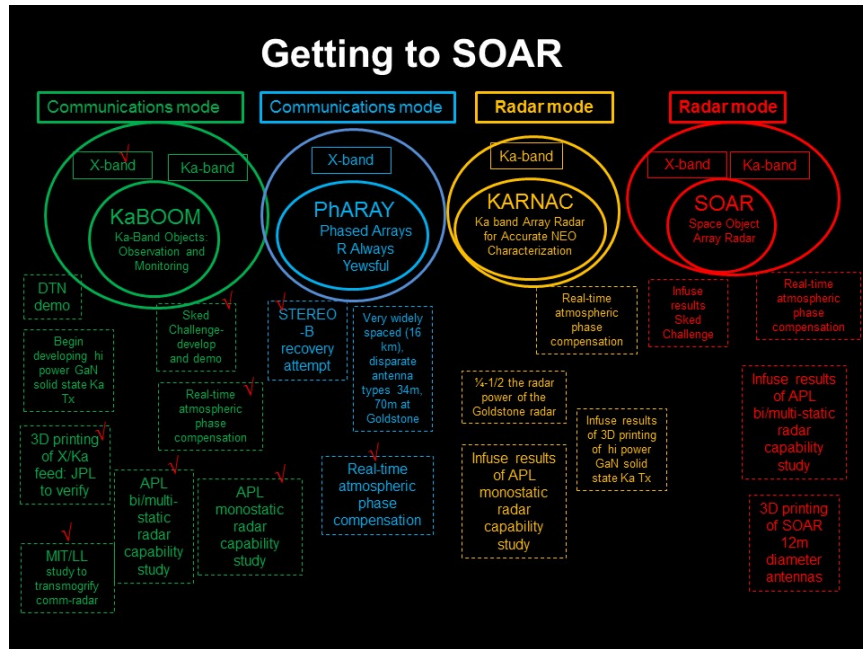 Getting to SOAR
Communications mode
X-band
√
Ka-band
KaBOOM
Ka-Band Objects:
Observation and
Monitoring
DTN
demo
Begin
developing hi
power GaN
solid state Ka
Tx
√
3D printing
of X/Ka
feed: JPL
to verify
√
MIT/LL
study to
transmogrify
comm-radar
√
Sked
Challenge-
develop
and demo
√
Real-time
atmospheric
phase
compensation
√
APL
bi/multi-
static
radar
capability
study
√
APL
monostatic
radar
capability
study
Communications mode
X-band
PhARAY
Phased Arrays
R Always
Yewsful
√
STEREO
-B
recovery
attempt
Very widely
spaced (16
km),
disparate
antenna
types 34m,
70m at
Goldstone
√
Real-time
atmospheric
phase
compensation
Radar mode
Ka-band
KARNAC
Ka band Array Radar
for Accurate NEO
Characterization
Real-time
atmospheric
phase
compensation
¼-1/2 the radar
power of the
Goldstone radar
Infuse results
of 3D printing
of hi power
GaN solid
state Ka Tx
Infuse results
of APL
monostatic
radar
capability
study
Radar mode
X-band
Ka-band
SOAR
Space Object
Array Radar
Infuse
results
Sked
Challenge
Real-time
atmospheric
phase
compensation
Infuse results
of APL
bi/multi-static
radar
capability
study
3D printing
of SOAR
12m
diameter
antennas